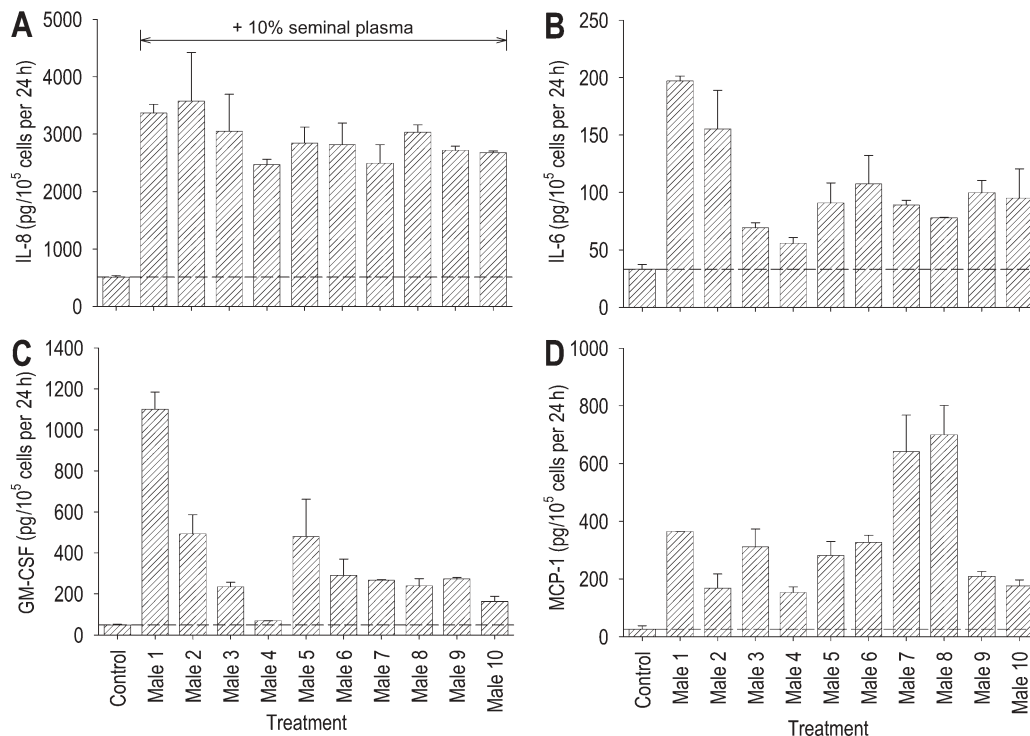 A
+ 10% seminal plasma
IL-8 (pg/10⁵ cells per 24 h)
5000
4000
3000
2000
1000
0
B
IL-6 (pg/10⁵ cells per 24 h)
250
200
150
100
50
0
C
GM-CSF (pg/10⁵ cells per 24 h)
1400
1200
1000
800
600
400
200
0
Control
Male 1
Male 2
Male 3
Male 4
Male 5
Male 6
Male 7
Male 8
Male 9
Male 10
Treatment
D
MCP-1 (pg/10⁵ cells per 24 h)
1000
800
600
400
200
0
Control
Male 1
Male 2
Male 3
Male 4
Male 5
Male 6
Male 7
Male 8
Male 9
Male 10
Treatment